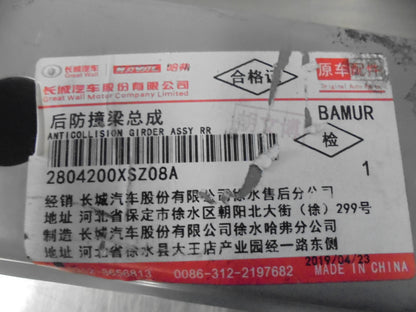 长城汽车 HAVAL 哈弗
Great Wall
长城汽车股份有限公司
Great Wall Motor Company Limited
合格证
原车配件
后防撞梁总成
ANTICOLLISION GIRDER ASSY RR
BAMUR
检
2804200XSZ08A
1
经销 长城汽车股份有限公司徐水售后分公司
地址 河北省保定市徐水区朝阳北大街（徐）299号
制造 长城汽车股份有限公司徐水哈弗分公司
地址 河北省徐水县大王店产业园经一路东侧
2019/04/23
0086-312-2197682
MADE IN CHINA